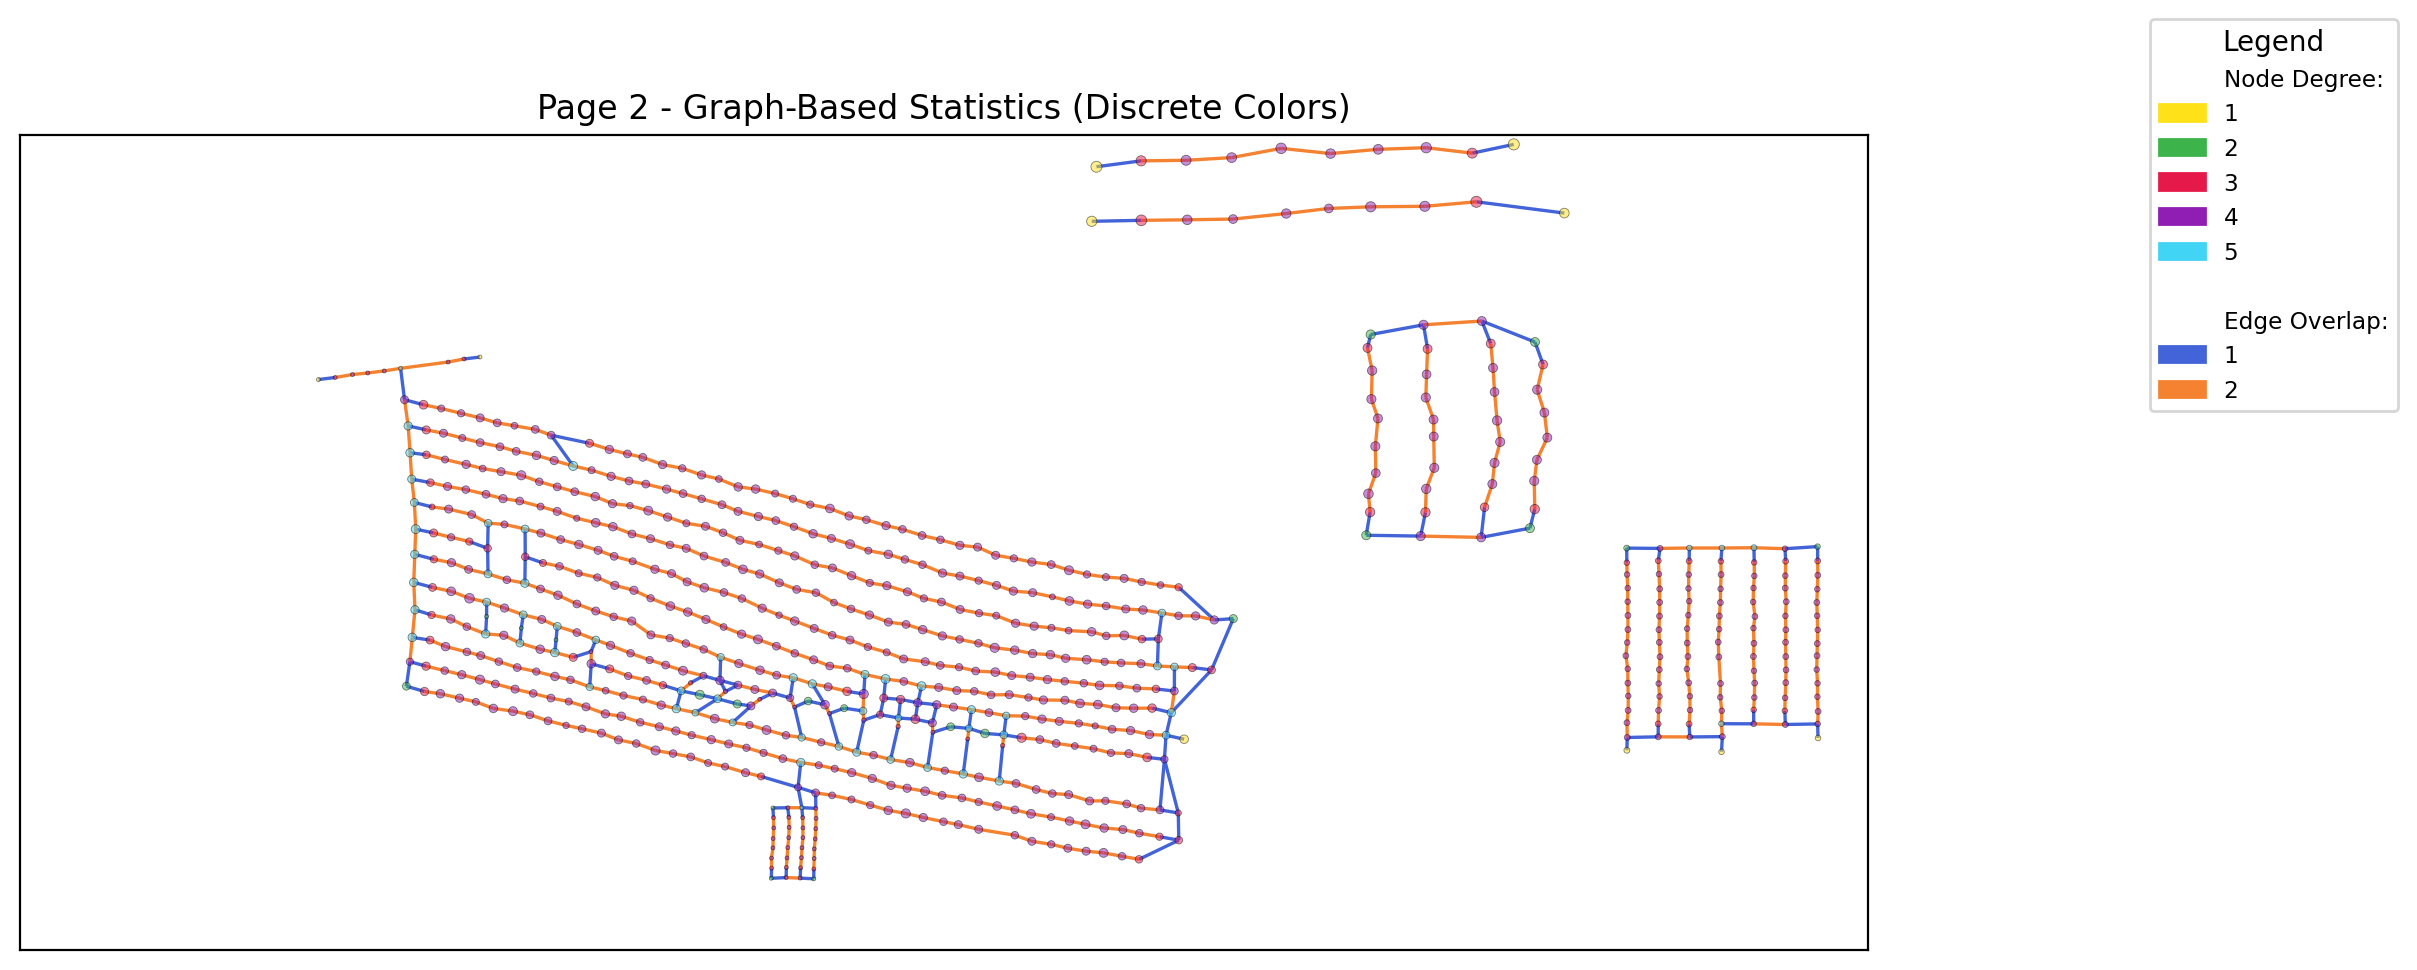 Page 2 - Graph-Based Statistics (Discrete Colors)
Legend
Node Degree:
1
2
3
4
5
Edge Overlap:
1
2